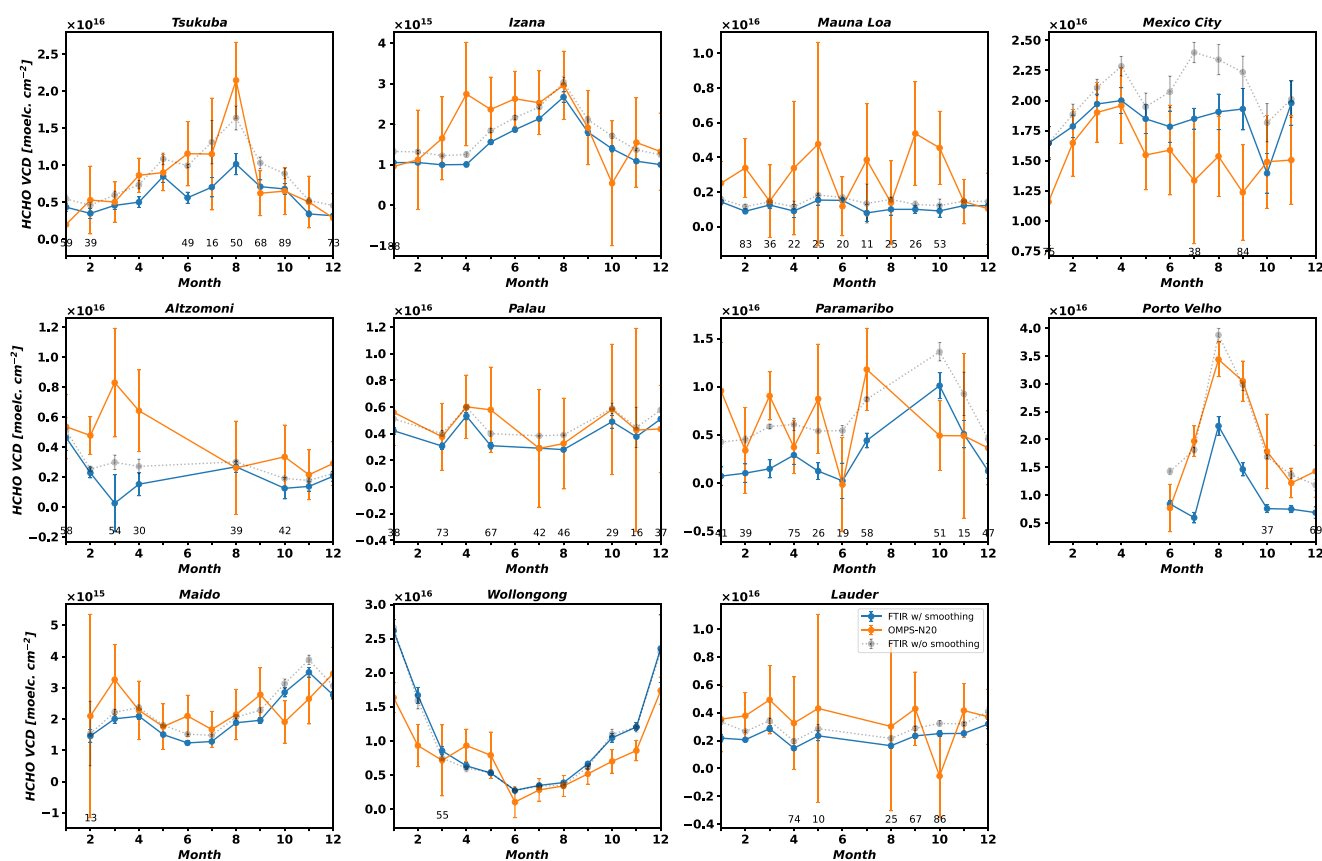 Tsukuba
×10^16
HCHO VCD [moelc. cm^−2]
2.5
2.0
1.5
1.0
0.5
0.0
59 39 49 16 50 68 89 73
2 4 6 8 10 12
Month
Izana
×10^15
4
3
2
1
0
−1
88
2 4 6 8 10 12
Month
Mauna Loa
×10^16
1.0
0.8
0.6
0.4
0.2
0.0
83 36 22 25 20 11 25 26 53
2 4 6 8 10 12
Month
Mexico City
×10^16
2.50
2.25
2.00
1.75
1.50
1.25
1.00
0.75
75 38 84
2 4 6 8 10 12
Month
Altzomoni
×10^16
HCHO VCD [moelc. cm^−2]
1.2
1.0
0.8
0.6
0.4
0.2
0.0
−0.2
58 54 30 39 42
2 4 6 8 10 12
Month
Palau
×10^16
1.2
1.0
0.8
0.6
0.4
0.2
0.0
−0.2
−0.4
38 73 67 42 46 29 16 37
2 4 6 8 10 12
Month
Paramaribo
×10^16
1.5
1.0
0.5
0.0
−0.5
41 39 75 26 19 58 51 15 47
2 4 6 8 10 12
Month
Porto Velho
×10^16
4.0
3.5
3.0
2.5
2.0
1.5
1.0
0.5
37 69
2 4 6 8 10 12
Month
Maido
×10^15
HCHO VCD [moelc. cm^−2]
5
4
3
2
1
0
−1
13
2 4 6 8 10 12
Month
Wollongong
×10^16
3.0
2.5
2.0
1.5
1.0
0.5
0.0
55
2 4 6 8 10 12
Month
Lauder
×10^16
1.0
0.8
0.6
0.4
0.2
0.0
−0.2
−0.4
FTIR w/ smoothing
OMPS-N20
FTIR w/o smoothing
74 10 25 67 86
2 4 6 8 10 12
Month